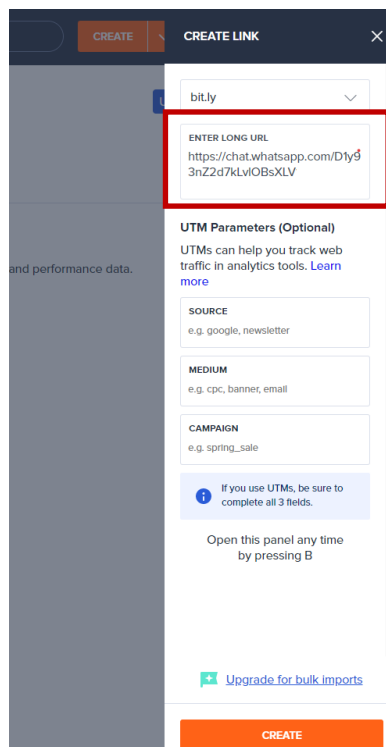 CREATE
CREATE LINK
bit.ly
ENTER LONG URL
https://chat.whatsapp.com/D1y9
3nZ2d7kLvlOBsXLV
UTM Parameters (Optional)
UTMs can help you track web
traffic in analytics tools. Learn
more
and performance data.
SOURCE
e.g. google, newsletter
MEDIUM
e.g. cpc, banner, email
CAMPAIGN
e.g. spring_sale
If you use UTMs, be sure to
complete all 3 fields.
Open this panel any time
by pressing B
Upgrade for bulk imports
CREATE